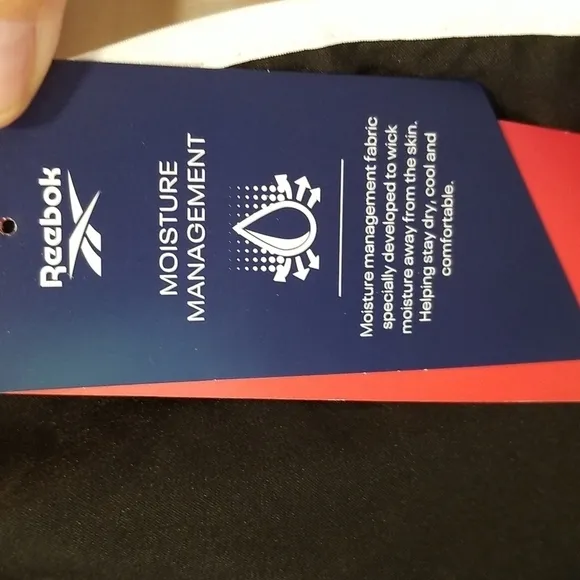 Reebok
MOISTURE
MANAGEMENT
Moisture management fabric
specially developed to wick
moisture away from the skin.
Helping stay dry, cool and
comfortable.